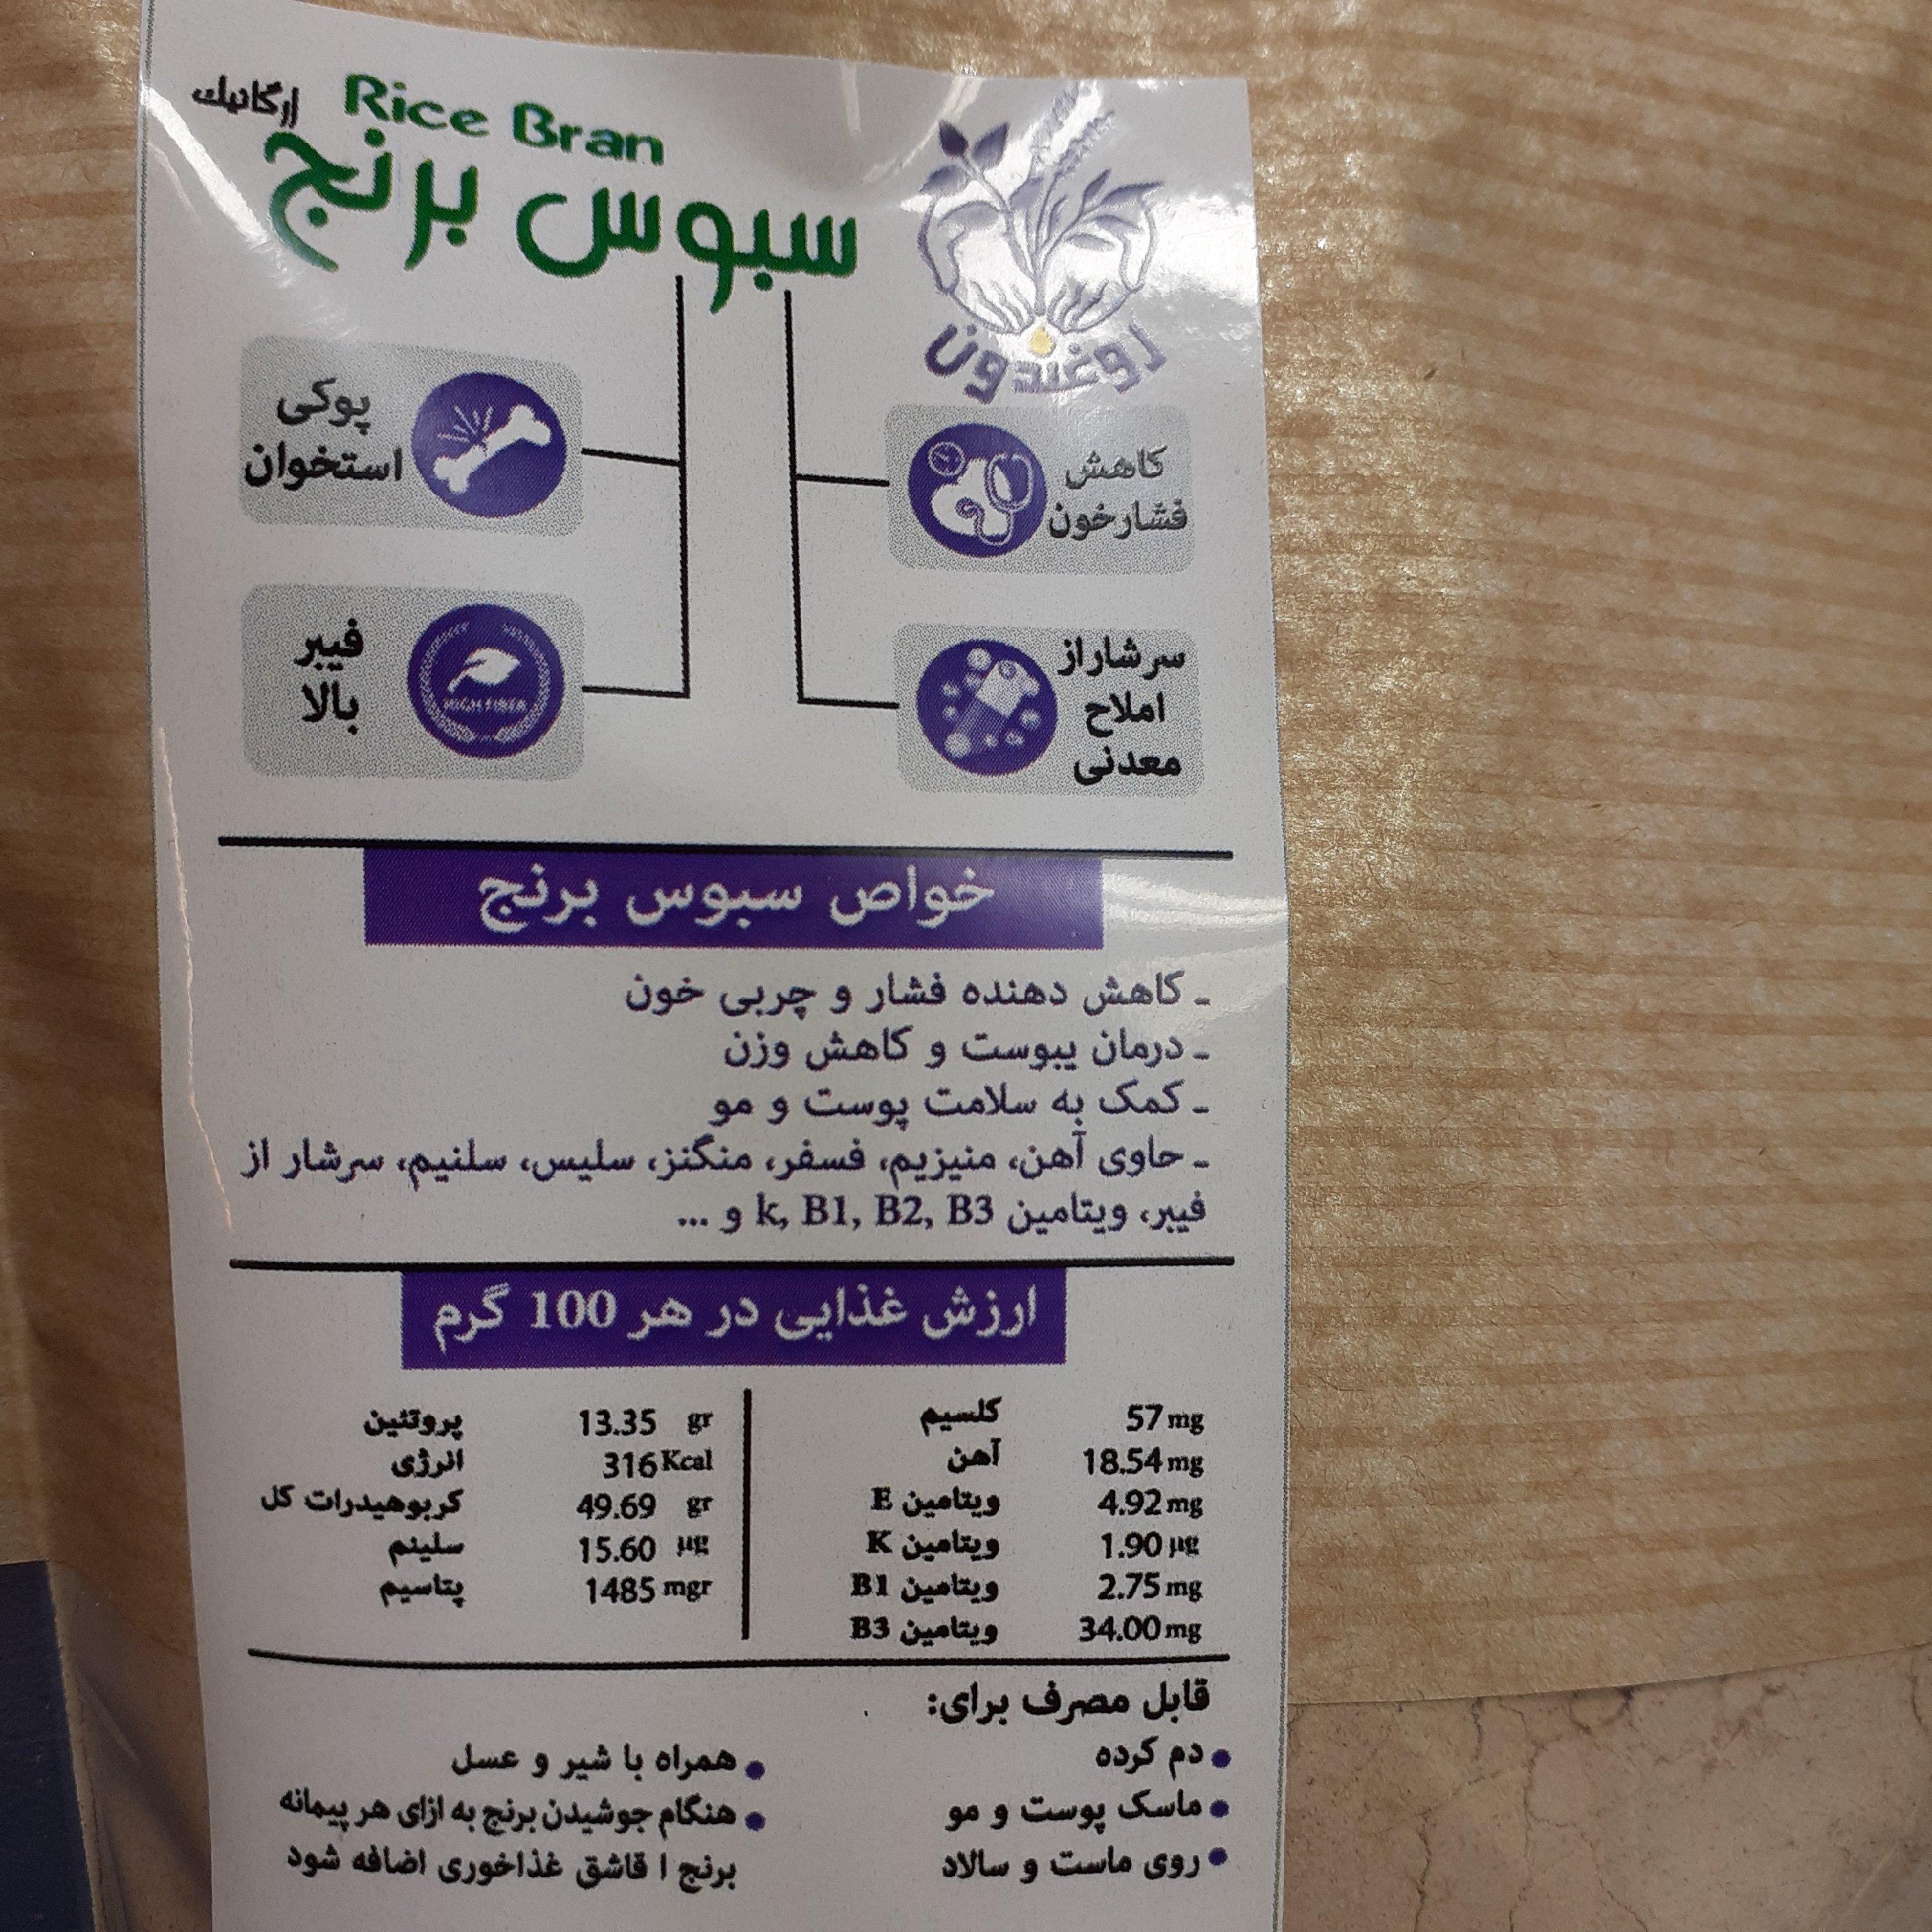 Rice Bran ارگانیک
سبوس برنج
روغندون
کاهش
فشارخون
پوکی
استخوان
سرشاراز
املاح
معدنی
فیبر
بالا
HIGH FIBER
خواص سبوس برنج
ـ کاهش دهنده فشار و چربی خون
ـ درمان یبوست و کاهش وزن
ـ کمک به سلامت پوست و مو
ـ حاوی آهن، منیزیم، فسفر، منگنز، سلیس، سلنیم، سرشار از
فیبر، ویتامین k, B1, B2, B3 و ...
ارزش غذایی در هر 100 گرم
کلسیم 57 mg
آهن 18.54 mg
ویتامین E 4.92 mg
ویتامین K 1.90 µg
ویتامین B1 2.75 mg
ویتامین B3 34.00 mg
پروتئین 13.35 gr
انرژی 316 Kcal
کربوهیدرات کل 49.69 gr
سلینم 15.60 µg
پتاسیم 1485 mgr
قابل مصرف برای:
• دم کرده
• ماسک پوست و مو
• روی ماست و سالاد
• همراه با شیر و عسل
• هنگام جوشیدن برنج به ازای هر پیمانه
برنج ۱ قاشق غذاخوری اضافه شود